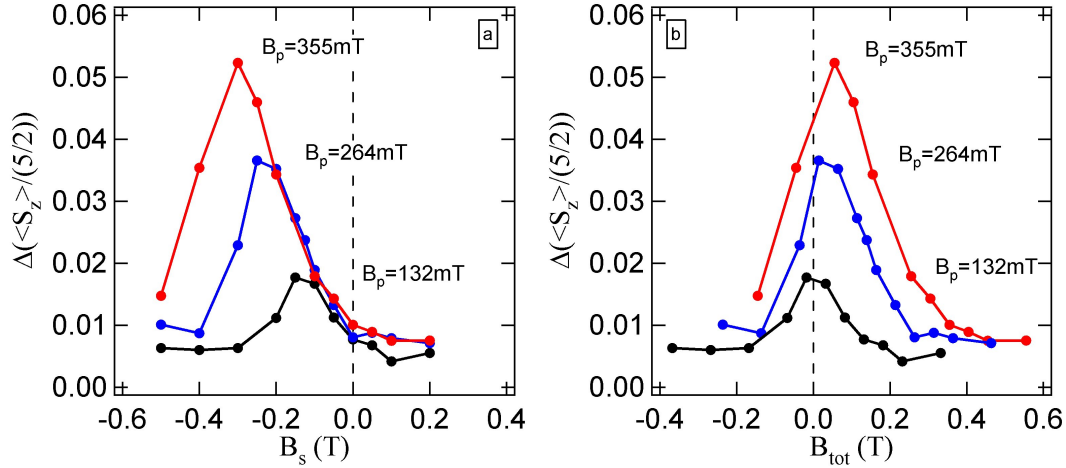 a
B_p=355mT
B_p=264mT
B_p=132mT
Δ(<S_z>/(5/2))
0.06
0.05
0.04
0.03
0.02
0.01
0.00
-0.6
-0.4
-0.2
0.0
0.2
0.4
B_s (T)
b
B_p=355mT
B_p=264mT
B_p=132mT
Δ(<S_z>/(5/2))
0.06
0.05
0.04
0.03
0.02
0.01
0.00
-0.4
-0.2
0.0
0.2
0.4
0.6
B_tot (T)